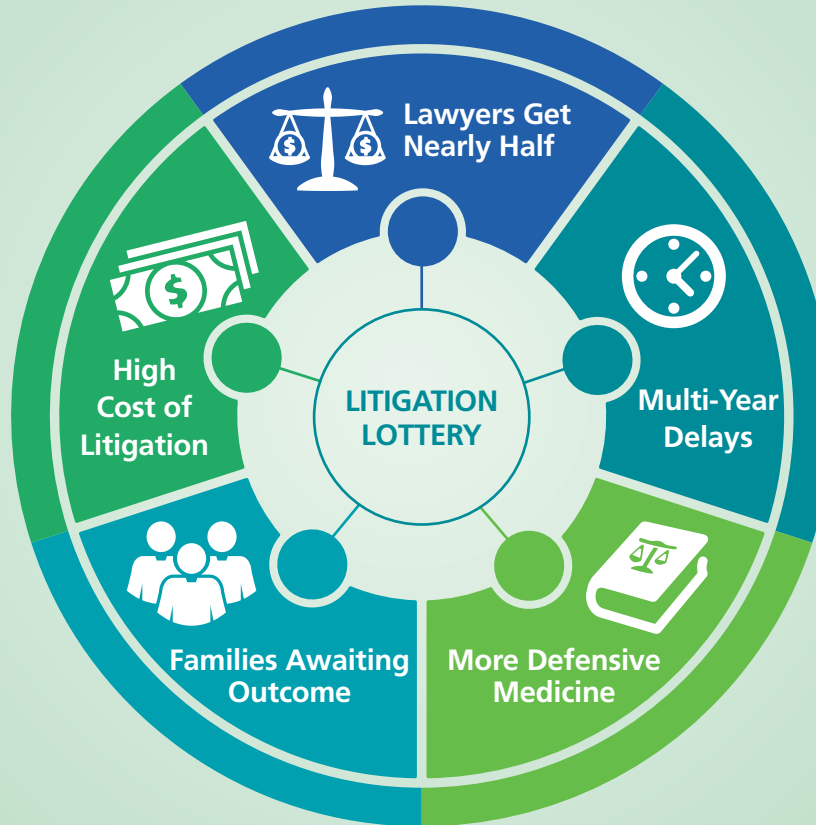 Lawyers Get
Nearly Half
$ $
Multi-Year
Delays
More Defensive
Medicine
Families Awaiting
Outcome
$
High
Cost of
Litigation
LITIGATION
LOTTERY